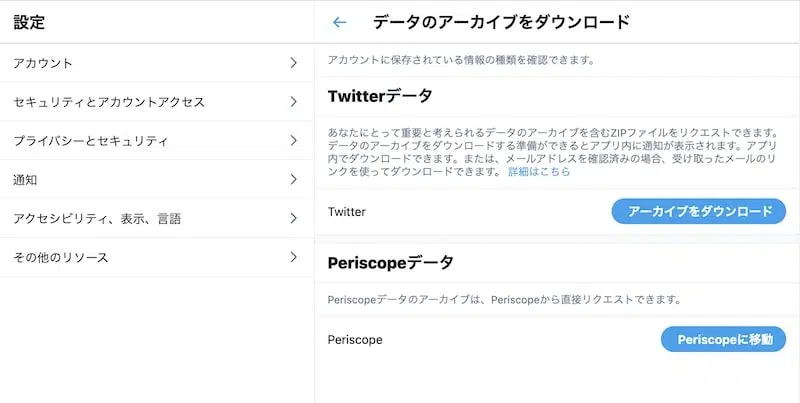 設定
アカウント
セキュリティとアカウントアクセス
プライバシーとセキュリティ
通知
アクセシビリティ、表示、言語
その他のリソース
データのアーカイブをダウンロード
アカウントに保存されている情報の種類を確認できます。
Twitterデータ
あなたにとって重要と考えられるデータのアーカイブを含むZIPファイルをリクエストできます。
データのアーカイブをダウンロードする準備ができるとアプリ内に通知が表示されます。アプリ
内でダウンロードできます。または、メールアドレスを確認済みの場合、受け取ったメールのリ
ンクを使ってダウンロードできます。 詳細はこちら
Twitter
アーカイブをダウンロード
Periscopeデータ
Periscopeデータのアーカイブは、Periscopeから直接リクエストできます。
Periscope
Periscopeに移動